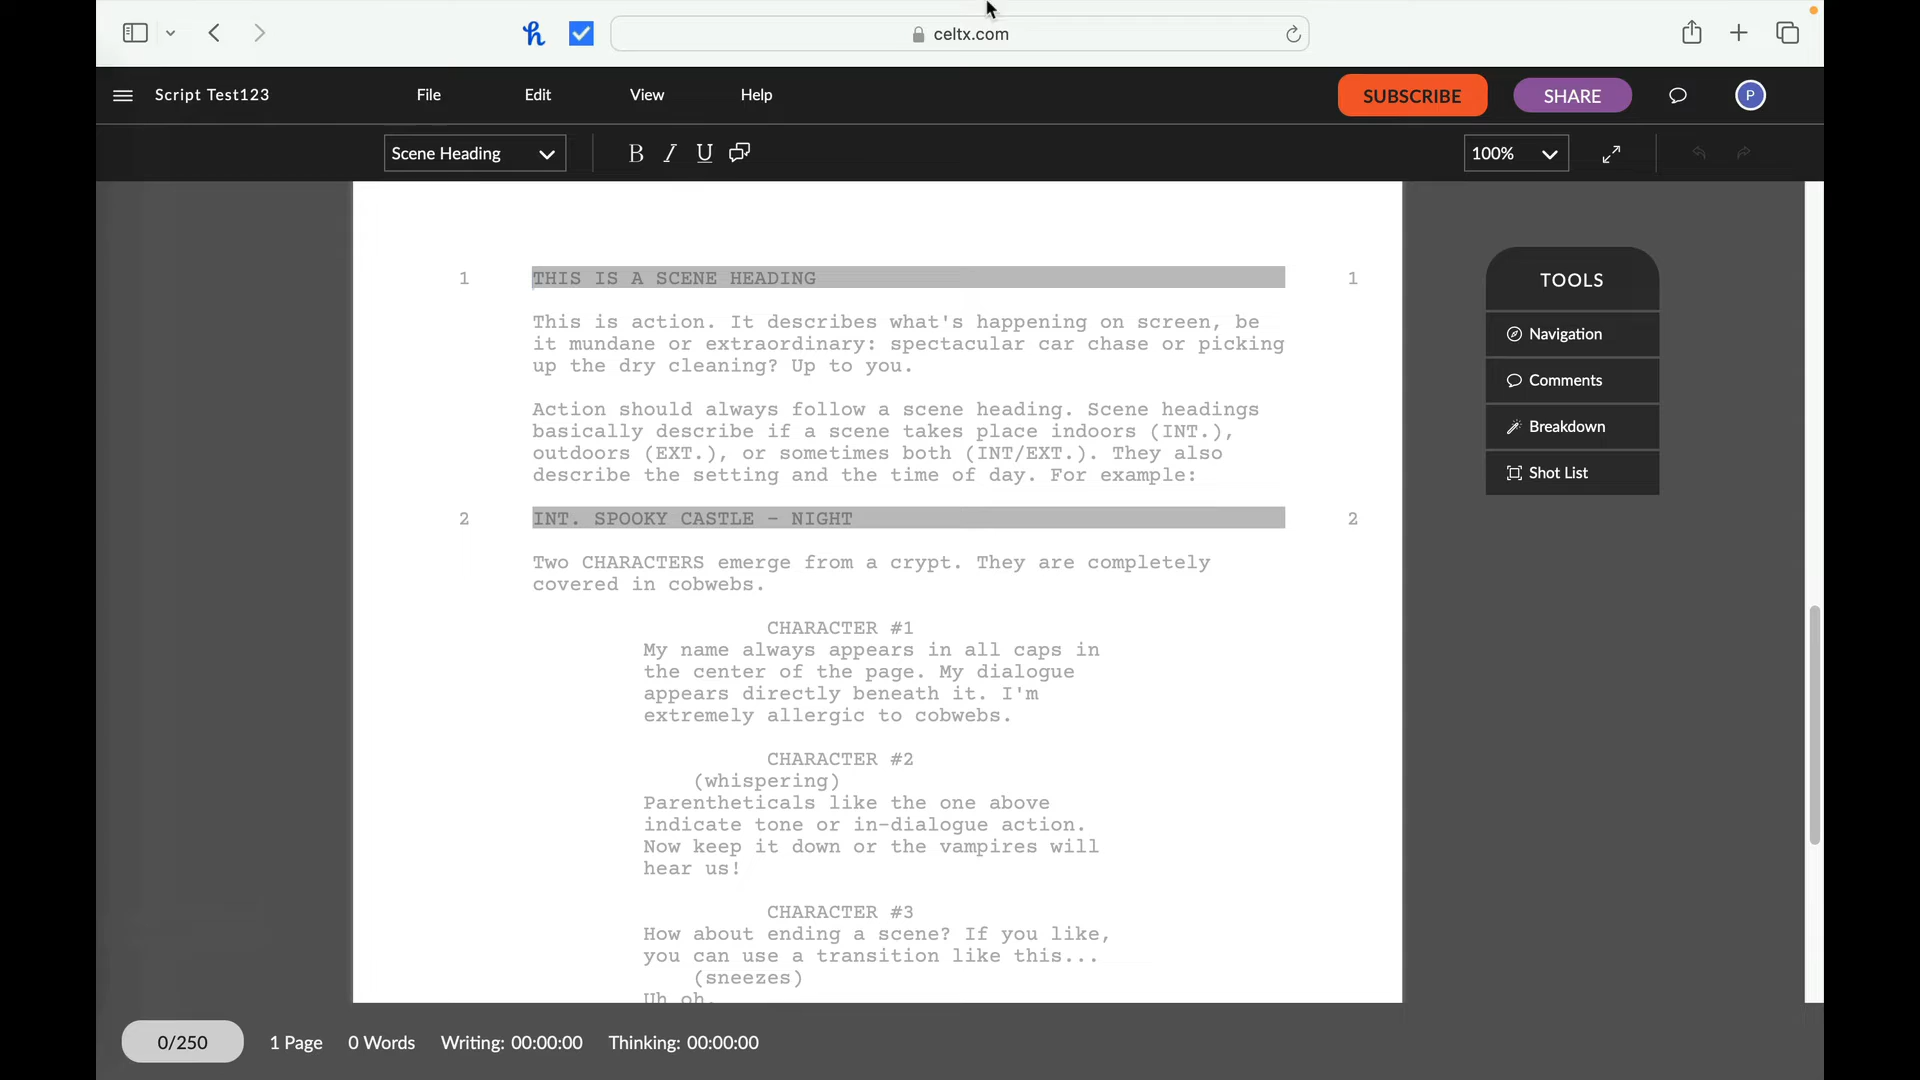 celtx.com
Script Test123
File
Edit
View
Help
SUBSCRIBE
SHARE
P
Scene Heading
B I U
100%
1 THIS IS A SCENE HEADING 1
This is action. It describes what's happening on screen, be
it mundane or extraordinary: spectacular car chase or picking
up the dry cleaning? Up to you.
Action should always follow a scene heading. Scene headings
basically describe if a scene takes place indoors (INT.),
outdoors (EXT.), or sometimes both (INT/EXT.). They also
describe the setting and the time of day. For example:
2 INT. SPOOKY CASTLE - NIGHT 2
Two CHARACTERS emerge from a crypt. They are completely
covered in cobwebs.
CHARACTER #1
My name always appears in all caps in
the center of the page. My dialogue
appears directly beneath it. I'm
extremely allergic to cobwebs.
CHARACTER #2
(whispering)
Parentheticals like the one above
indicate tone or in-dialogue action.
Now keep it down or the vampires will
hear us!
CHARACTER #3
How about ending a scene? If you like,
you can use a transition like this...
(sneezes)
Uh oh.
TOOLS
Navigation
Comments
Breakdown
Shot List
0/250
1 Page
0 Words
Writing: 00:00:00
Thinking: 00:00:00